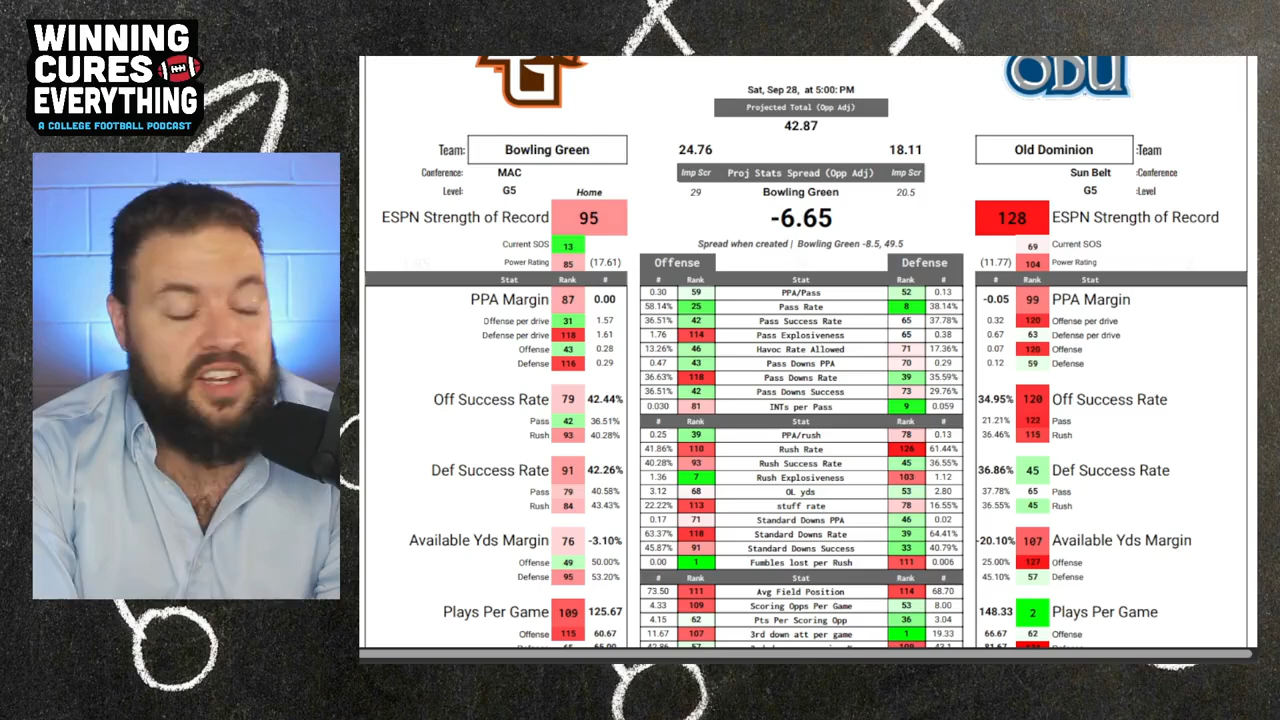 WINNING
CURES
EVERYTHING
A COLLEGE FOOTBALL PODCAST
ODU
Sat, Sep 28, at 5:00: PM
Projected Total (Opp Adj)
42.87
Team: Bowling Green 24.76 18.11 Old Dominion :Team
Conference: MAC Imp Scr Proj Stats Spread (Opp Adj) Imp Scr Sun Belt :Conference
Level: G5 Home 29 Bowling Green 20.5 G5 :Level
ESPN Strength of Record 95 -6.65 128 ESPN Strength of Record
Current SOS 13 Spread when created | Bowling Green -8.5, 49.5 69 Current SOS
Power Rating 85 (17.61) Offense Defense (11.77) 104 Power Rating
Stat Rank # # Rank Stat Rank # # Rank Stat
PPA Margin 87 0.00 0.30 59 PPA/Pass 52 0.13 -0.05 99 PPA Margin
58.14% 25 Pass Rate 8 38.14%
Offense per drive 31 1.57 36.51% 42 Pass Success Rate 65 37.78% 0.32 120 Offense per drive
Defense per drive 118 1.61 1.76 114 Pass Explosiveness 65 0.38 0.67 63 Defense per drive
Offense 43 0.28 13.26% 46 Havoc Rate Allowed 71 17.36% 0.07 120 Offense
Defense 116 0.29 0.47 43 Pass Downs PPA 70 0.29 0.12 59 Defense
36.63% 118 Pass Downs Rate 39 35.59%
Off Success Rate 79 42.44% 36.51% 42 Pass Downs Success 73 29.76% 34.95% 120 Off Success Rate
0.030 81 INTs per Pass 9 0.059
Pass 42 36.51% # Rank Stat Rank # 21.21% 122 Pass
Rush 93 40.28% 0.25 39 PPA/rush 78 0.13 36.46% 115 Rush
41.86% 110 Rush Rate 126 61.44%
Def Success Rate 91 42.26% 40.28% 93 Rush Success Rate 45 36.55% 36.86% 45 Def Success Rate
1.36 7 Rush Explosiveness 103 1.12
Pass 79 40.58% 3.12 68 OL yds 53 2.80 37.78% 65 Pass
Rush 84 43.43% 22.22% 113 stuff rate 78 16.55% 36.55% 45 Rush
0.17 71 Standard Downs PPA 46 0.02
Available Yds Margin 76 -3.10% 63.37% 118 Standard Downs Rate 39 64.41% -20.10% 107 Available Yds Margin
45.87% 91 Standard Downs Success 33 40.79%
Offense 49 50.00% 0.00 1 Fumbles lost per Rush 111 0.006 25.00% 127 Offense
Defense 95 53.20% # Rank Stat Rank # 45.10% 57 Defense
73.50 111 Avg Field Position 114 68.70
Plays Per Game 109 125.67 4.33 109 Scoring Opps Per Game 53 8.00 148.33 2 Plays Per Game
4.15 62 Pts Per Scoring Opp 36 3.04
Offense 115 60.67 11.67 107 3rd down att per game 1 19.33 66.67 62 Offense